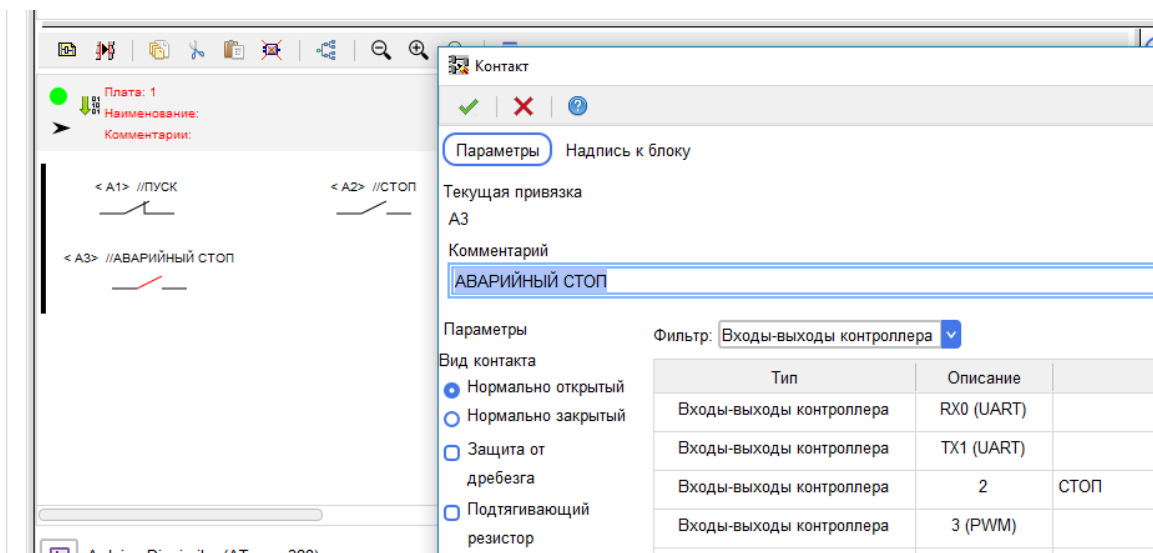 Плата: 1
Наименование:
Комментарии:
< A1> //ПУСК
< A2> //СТОП
< A3> //АВАРИЙНЫЙ СТОП
Контакт
Параметры
Надпись к блоку
Текущая привязка
A3
Комментарий
АВАРИЙНЫЙ СТОП
Параметры
Вид контакта
Нормально открытый
Нормально закрытый
Защита от
дребезга
Подтягивающий
резистор
Фильтр: Входы-выходы контроллера
Тип Описание
Входы-выходы контроллера RX0 (UART)
Входы-выходы контроллера TX1 (UART)
Входы-выходы контроллера 2 СТОП
Входы-выходы контроллера 3 (PWM)